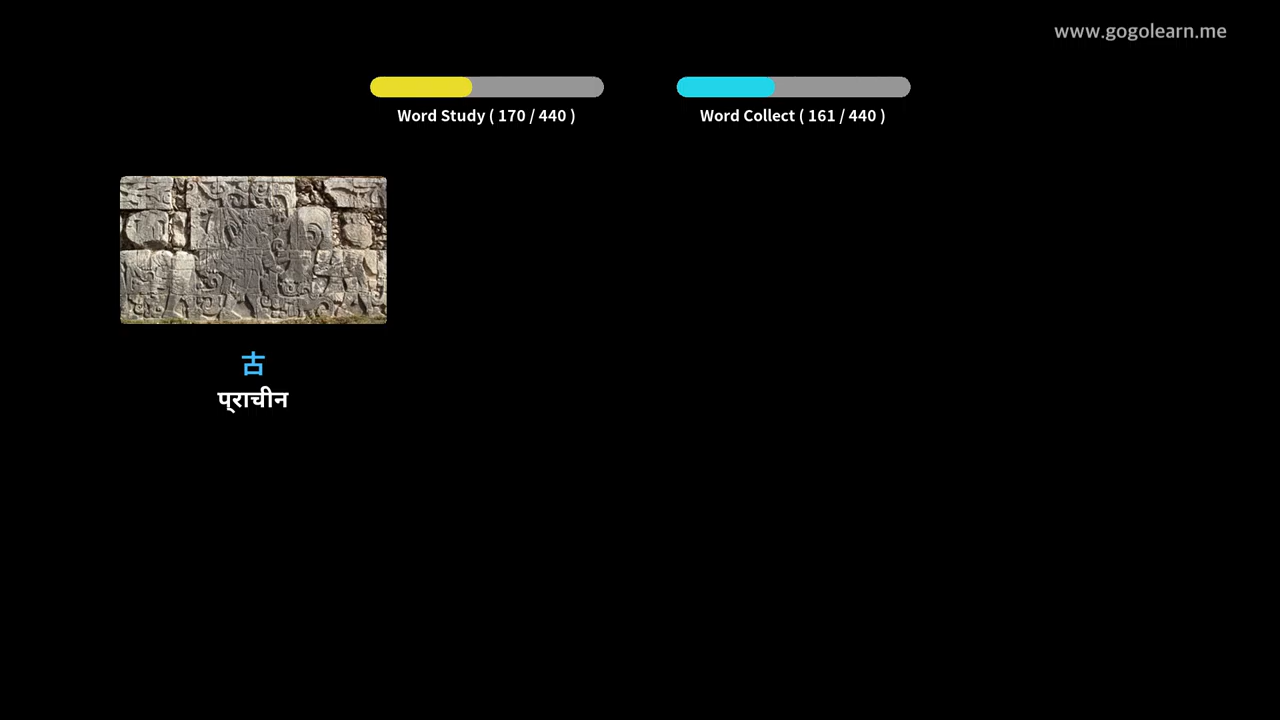 www.gogolearn.me
Word Study ( 170 / 440 )
Word Collect ( 161 / 440 )
古
प्राचीन